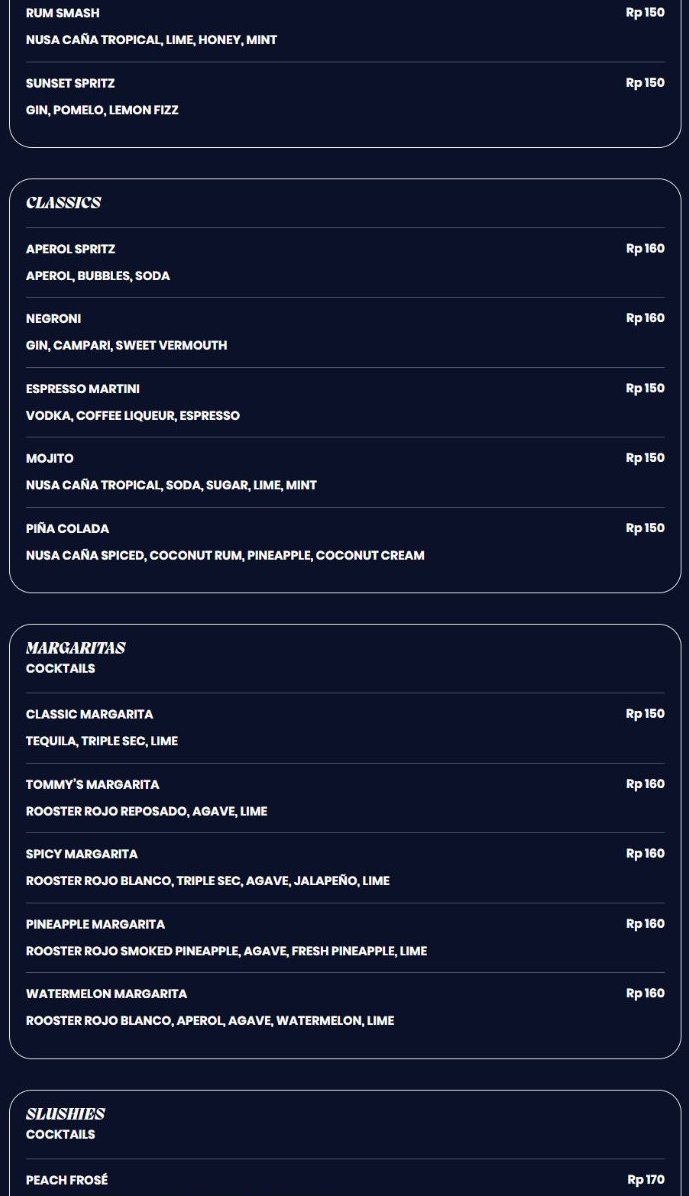 RUM SMASH Rp 150
NUSA CAÑA TROPICAL, LIME, HONEY, MINT
SUNSET SPRITZ Rp 150
GIN, POMELO, LEMON FIZZ
CLASSICS
APEROL SPRITZ Rp 160
APEROL, BUBBLES, SODA
NEGRONI Rp 160
GIN, CAMPARI, SWEET VERMOUTH
ESPRESSO MARTINI Rp 150
VODKA, COFFEE LIQUEUR, ESPRESSO
MOJITO Rp 150
NUSA CAÑA TROPICAL, SODA, SUGAR, LIME, MINT
PIÑA COLADA Rp 150
NUSA CAÑA SPICED, COCONUT RUM, PINEAPPLE, COCONUT CREAM
MARGARITAS
COCKTAILS
CLASSIC MARGARITA Rp 150
TEQUILA, TRIPLE SEC, LIME
TOMMY'S MARGARITA Rp 160
ROOSTER ROJO REPOSADO, AGAVE, LIME
SPICY MARGARITA Rp 160
ROOSTER ROJO BLANCO, TRIPLE SEC, AGAVE, JALAPEÑO, LIME
PINEAPPLE MARGARITA Rp 160
ROOSTER ROJO SMOKED PINEAPPLE, AGAVE, FRESH PINEAPPLE, LIME
WATERMELON MARGARITA Rp 160
ROOSTER ROJO BLANCO, APEROL, AGAVE, WATERMELON, LIME
SLUSHIES
COCKTAILS
PEACH FROSÉ Rp 170